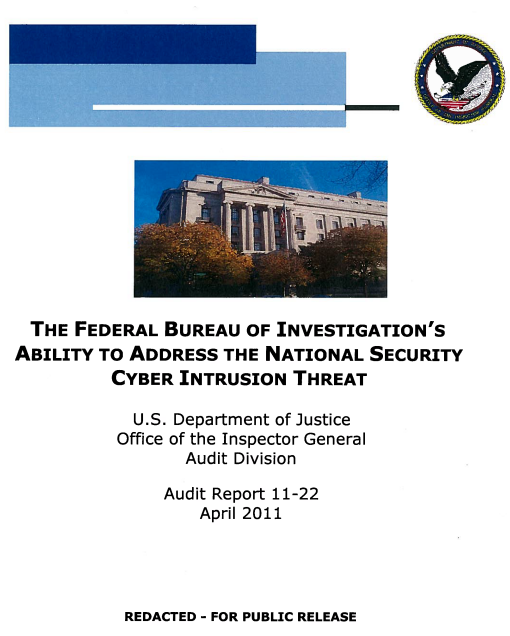 THE FEDERAL BUREAU OF INVESTIGATION'S
ABILITY TO ADDRESS THE NATIONAL SECURITY
CYBER INTRUSION THREAT
U.S. Department of Justice
Office of the Inspector General
Audit Division
Audit Report 11-22
April 2011
REDACTED - FOR PUBLIC RELEASE